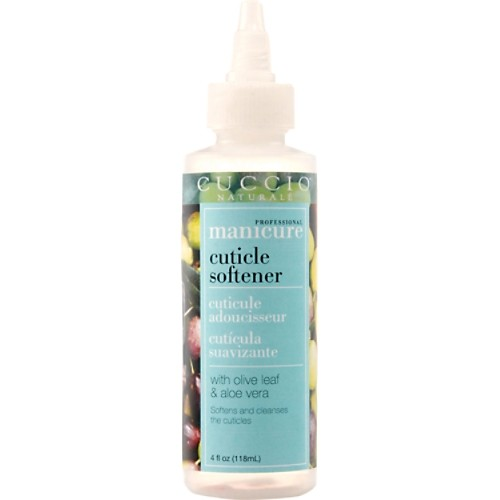 CUCCIO
NATURALÉ
PROFESSIONAL
manicure
cuticle
softener
cuticule
adoucisseur
cutícula
suavizante
with olive leaf
& aloe vera
Softens and cleanses
the cuticles
4 fl oz (118mL)